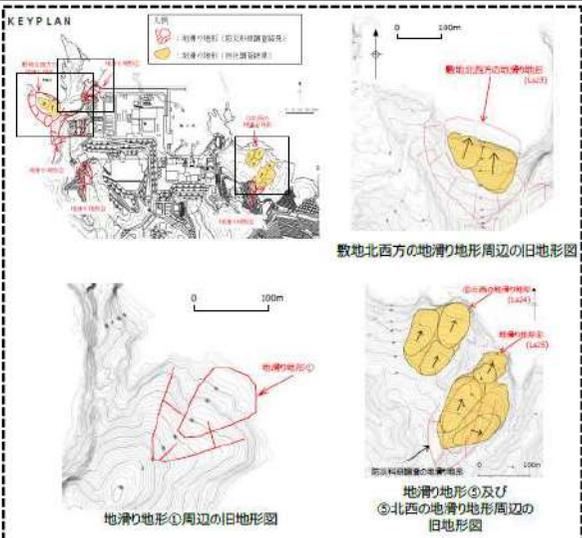 KEYPLAN
凡例
：地滑り地形（防災科研調査結果）
：地滑り地形（自社調査結果）
0 100m
敷地北西方の地滑り地形
(Ls23)
敷地北西方の地滑り地形周辺の旧地形図
0 100m
地滑り地形①
地滑り地形①周辺の旧地形図
⑤北西の地滑り地形
(Ls24)
地滑り地形⑤
(Ls25)
防災科研調査の地滑り地形
0 100m
地滑り地形⑤及び
⑤北西の地滑り地形周辺の
旧地形図